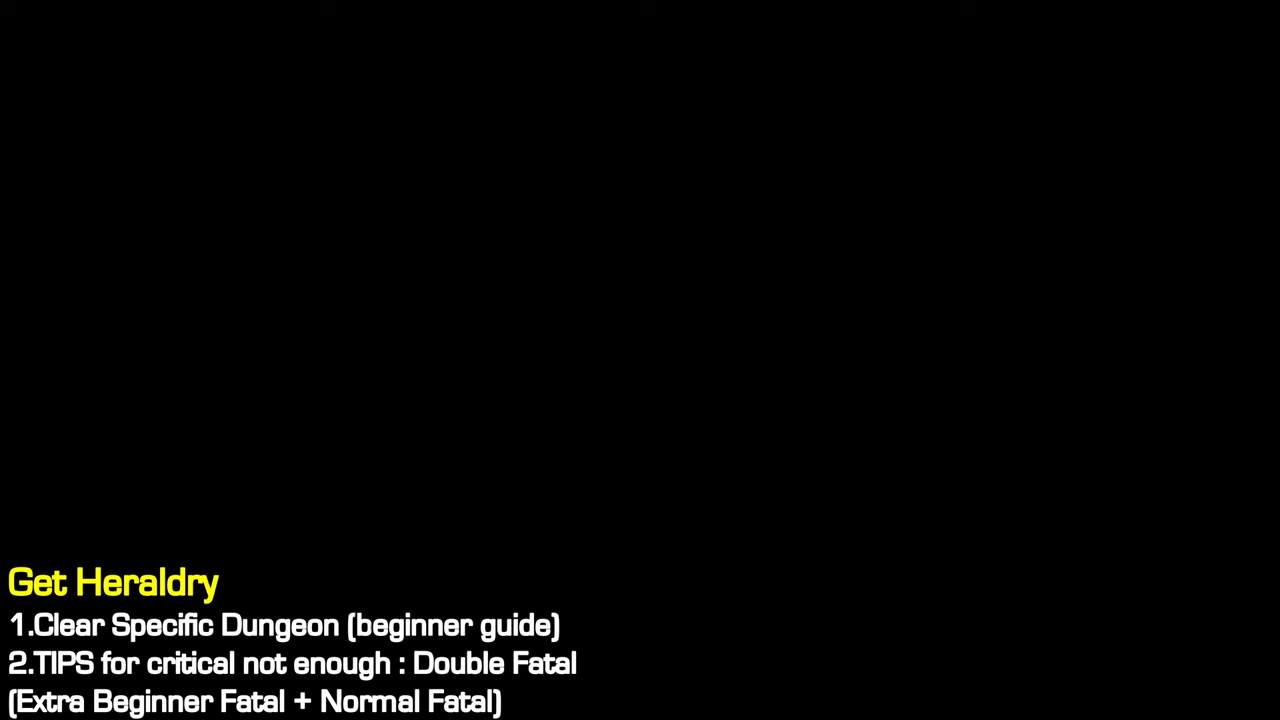 Get Heraldry
1.Clear Specific Dungeon (beginner guide)
2.TIPS for critical not enough : Double Fatal
(Extra Beginner Fatal + Normal Fatal)